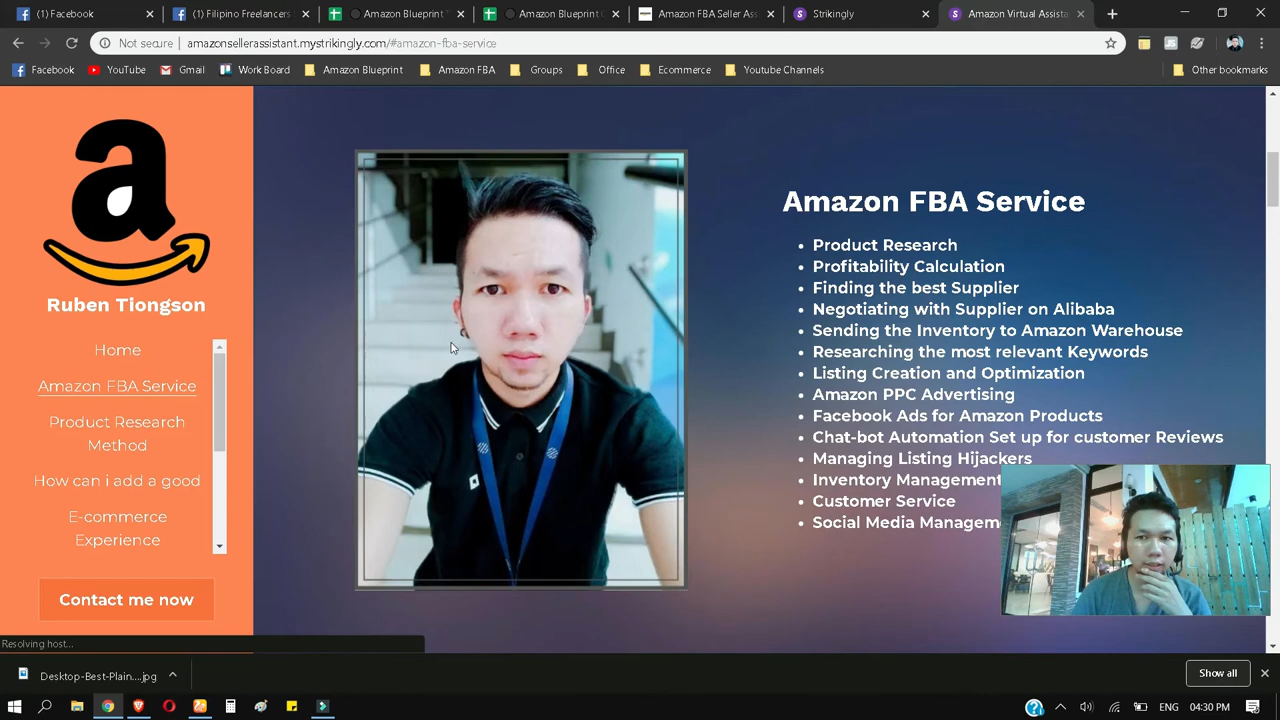 (1) Facebook
(1) Filipino Freelancers
Amazon Blueprint T
Amazon Blueprint C
Amazon FBA Seller Ass
Strikingly
Amazon Virtual Assista
Not secure | amazonsellerassistant.mystrikingly.com/#amazon-fba-service
Facebook
YouTube
Gmail
Work Board
Amazon Blueprint
Amazon FBA
Groups
Office
Ecommerce
Youtube Channels
Other bookmarks
a
Ruben Tiongson
Home
Amazon FBA Service
Product Research
Method
How can i add a good
E-commerce
Experience
Contact me now
Amazon FBA Service
• Product Research
• Profitability Calculation
• Finding the best Supplier
• Negotiating with Supplier on Alibaba
• Sending the Inventory to Amazon Warehouse
• Researching the most relevant Keywords
• Listing Creation and Optimization
• Amazon PPC Advertising
• Facebook Ads for Amazon Products
• Chat-bot Automation Set up for customer Reviews
• Managing Listing Hijackers
• Inventory Management
• Customer Service
• Social Media Managem
Resolving host...
Desktop-Best-Plain....jpg
Show all
ENG
04:30 PM